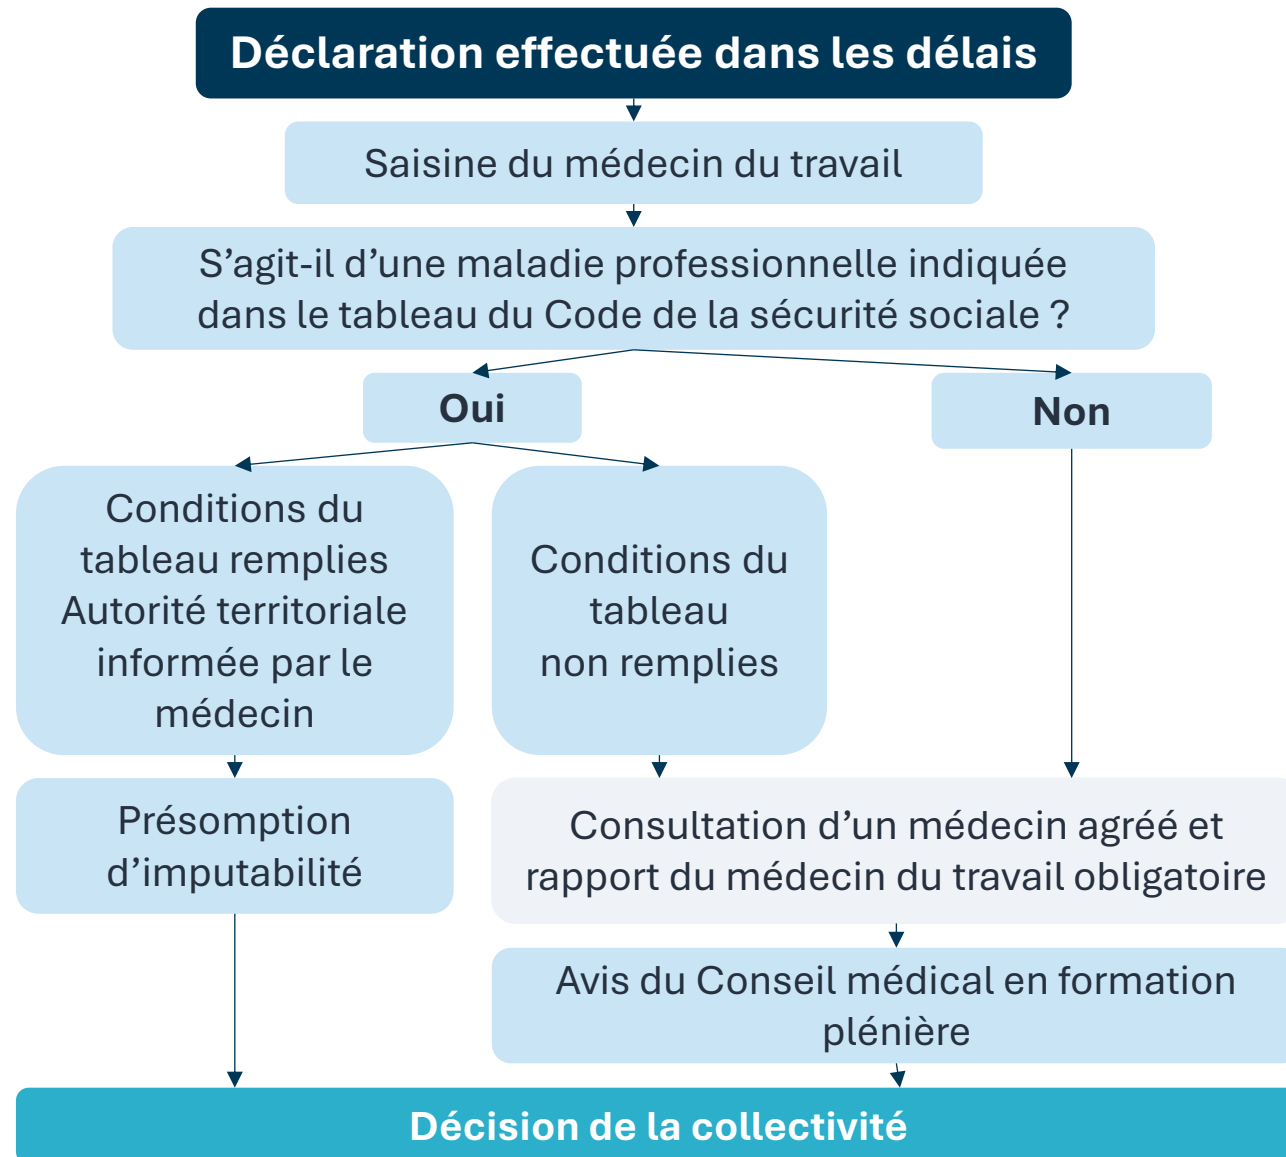 Déclaration effectuée dans les délais
Saisine du médecin du travail
S’agit-il d’une maladie professionnelle indiquée
dans le tableau du Code de la sécurité sociale ?
Oui
Non
Conditions du
tableau remplies
Autorité territoriale
informée par le
médecin
Conditions du
tableau
non remplies
Présomption
d’imputabilité
Consultation d’un médecin agréé et
rapport du médecin du travail obligatoire
Avis du Conseil médical en formation
plénière
Décision de la collectivité